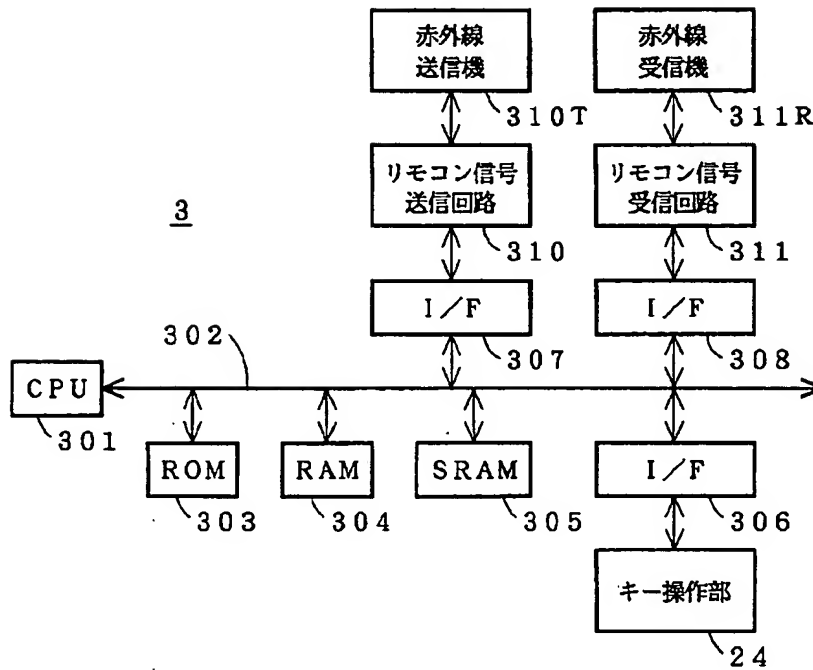 赤外線
送信機
赤外線
受信機
310T
311R
リモコン信号
送信回路
リモコン信号
受信回路
3
310
311
I/F
I/F
302
307
308
CPU
301
ROM
RAM
SRAM
I/F
303
304
305
306
キー操作部
24